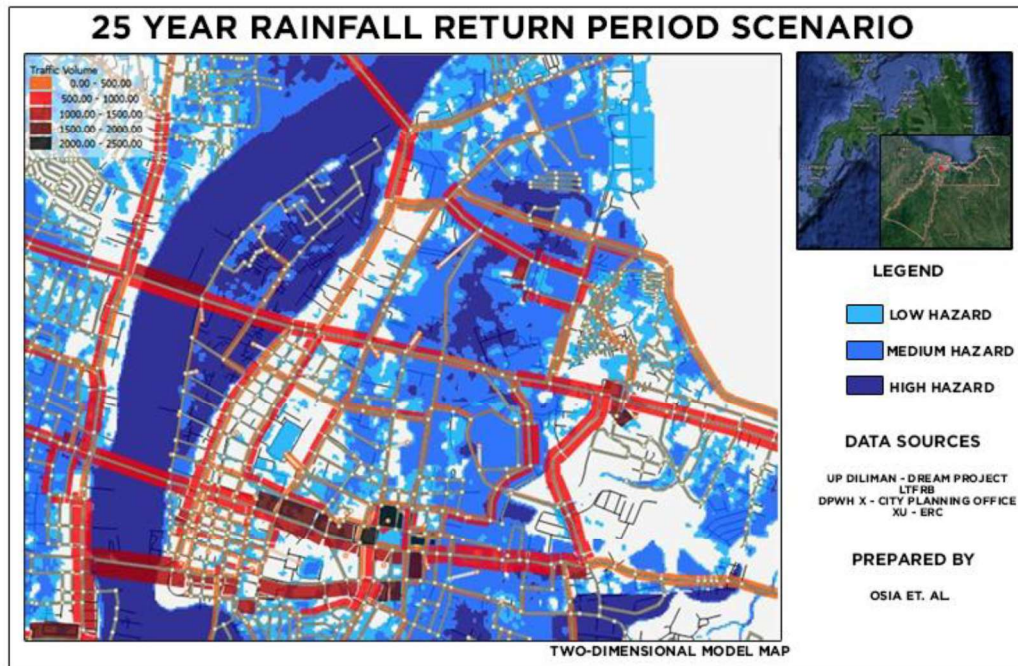 25 YEAR RAINFALL RETURN PERIOD SCENARIO
Traffic Volume
0.00 - 500.00
500.00 - 1000.00
1000.00 - 1500.00
1500.00 - 2000.00
2000.00 - 2500.00
LEGEND
LOW HAZARD
MEDIUM HAZARD
HIGH HAZARD
DATA SOURCES
UP DILIMAN - DREAM PROJECT
LTFRB
DPWH X - CITY PLANNING OFFICE
XU - ERC
PREPARED BY
OSIA ET. AL.
TWO-DIMENSIONAL MODEL MAP